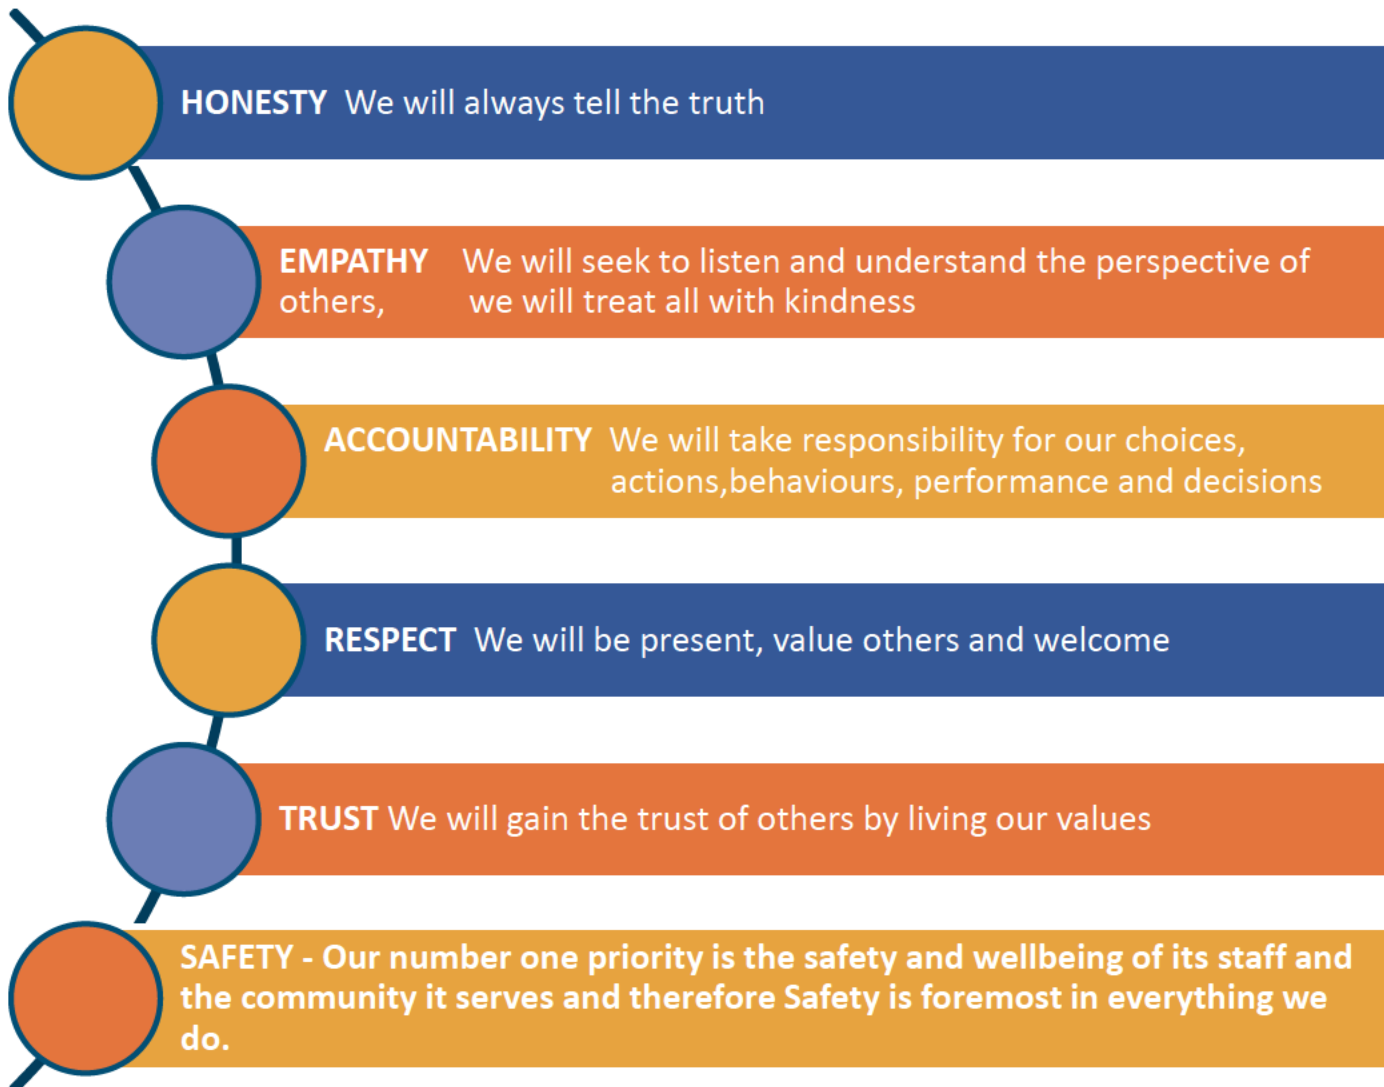 HONESTY We will always tell the truth
EMPATHY We will seek to listen and understand the perspective of
others, we will treat all with kindness
ACCOUNTABILITY We will take responsibility for our choices,
actions,behaviours, performance and decisions
RESPECT We will be present, value others and welcome
TRUST We will gain the trust of others by living our values
SAFETY - Our number one priority is the safety and wellbeing of its staff and
the community it serves and therefore Safety is foremost in everything we
do.